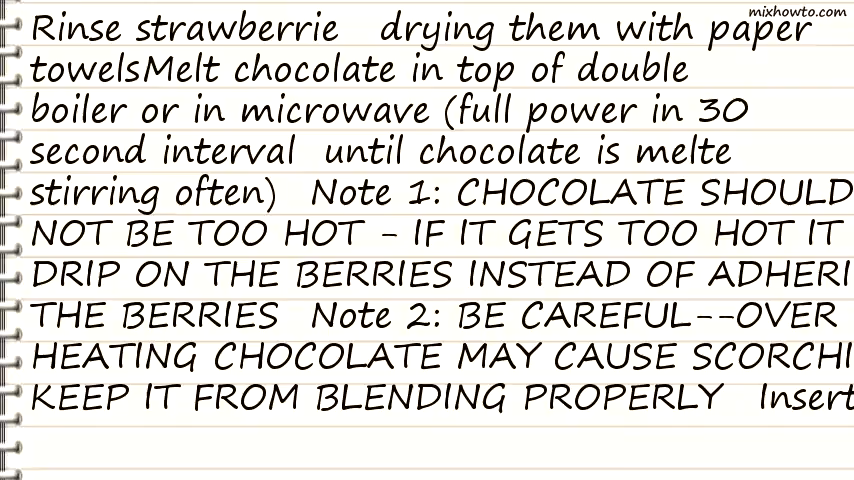 mixhowto.com
Rinse strawberrie drying them with paper
towelsMelt chocolate in top of double
boiler or in microwave (full power in 30
second interval until chocolate is melte
stirring often) Note 1: CHOCOLATE SHOULD
NOT BE TOO HOT - IF IT GETS TOO HOT IT
DRIP ON THE BERRIES INSTEAD OF ADHERI
THE BERRIES Note 2: BE CAREFUL--OVER
HEATING CHOCOLATE MAY CAUSE SCORCHI
KEEP IT FROM BLENDING PROPERLY Insert